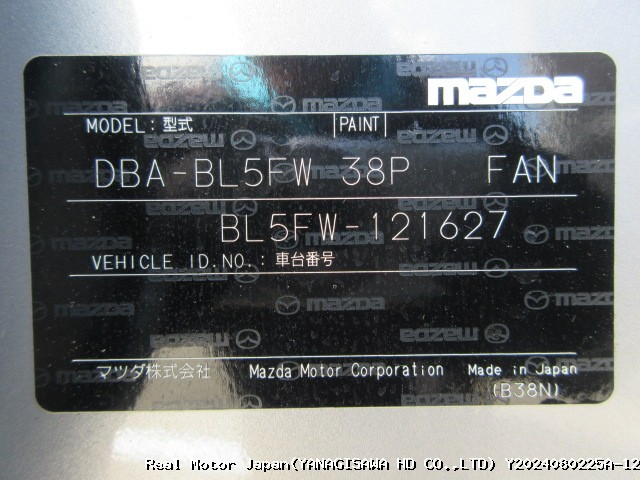 mazda
MODEL: 型式 PAINT
DBA-BL5FW 38P FAN
BL5FW-121627
VEHICLE ID.NO.: 車台番号
マツダ株式会社 Mazda Motor Corporation Made in Japan
(B38N)
Real Motor Japan(YANAGISAWA HD CO.,LTD) Y2024080225A-12